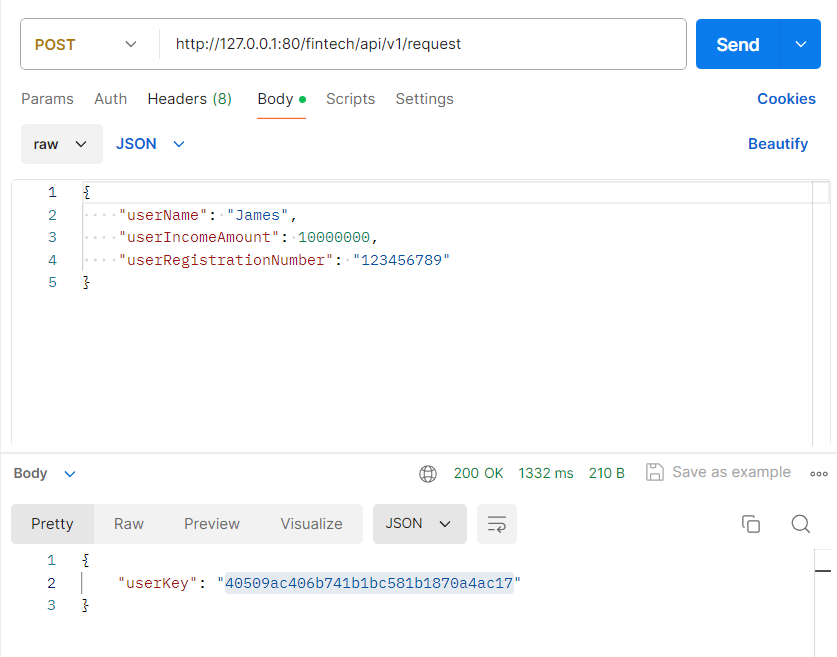 POST http://127.0.0.1:80/fintech/api/v1/request Send
Params Auth Headers (8) Body Scripts Settings Cookies
raw JSON Beautify
1 {
2 ····"userName":·"James",
3 ····"userIncomeAmount":·10000000,
4 ····"userRegistrationNumber":·"123456789"
5 }
Body 200 OK 1332 ms 210 B Save as example
Pretty Raw Preview Visualize JSON
1 {
2 "userKey": "40509ac406b741b1bc581b1870a4ac17"
3 }